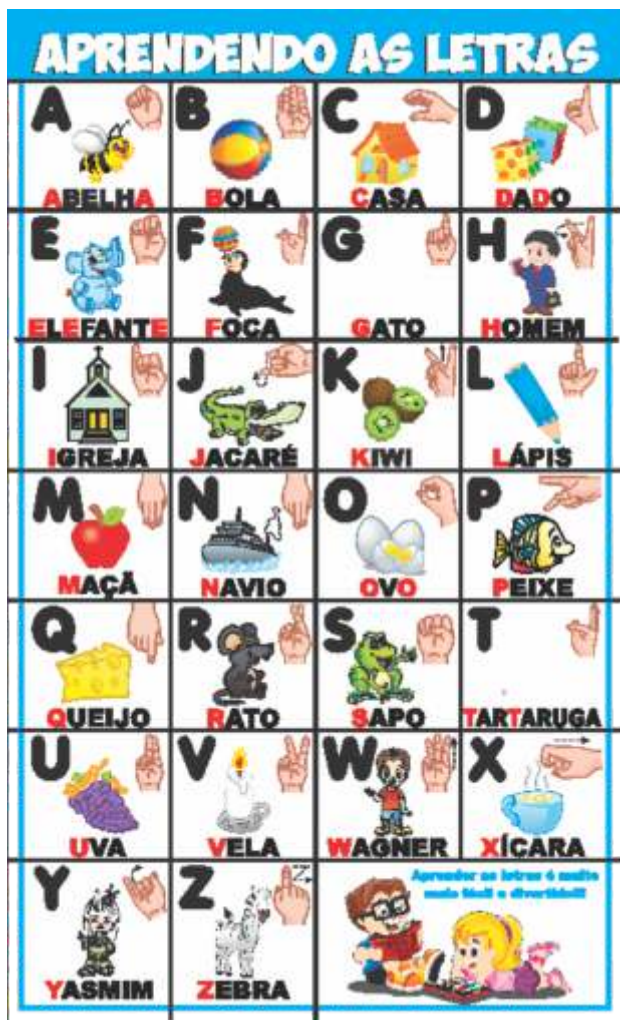 APRENDENDO AS LETRAS
A
ABELHA
B
BOLA
C
CASA
D
DADO
E
ELEFANTE
F
FOCA
G
GATO
H
HOMEM
I
IGREJA
J
JACARÉ
K
KIWI
L
LÁPIS
M
MAÇÃ
N
NAVIO
O
OVO
P
PEIXE
Q
QUEIJO
R
RATO
S
SAPO
T
TARTARUGA
U
UVA
V
VELA
W
WAGNER
X
XÍCARA
Y
YASMIM
Z
ZEBRA
Aprender as letras é muito
mais fácil e divertido!!